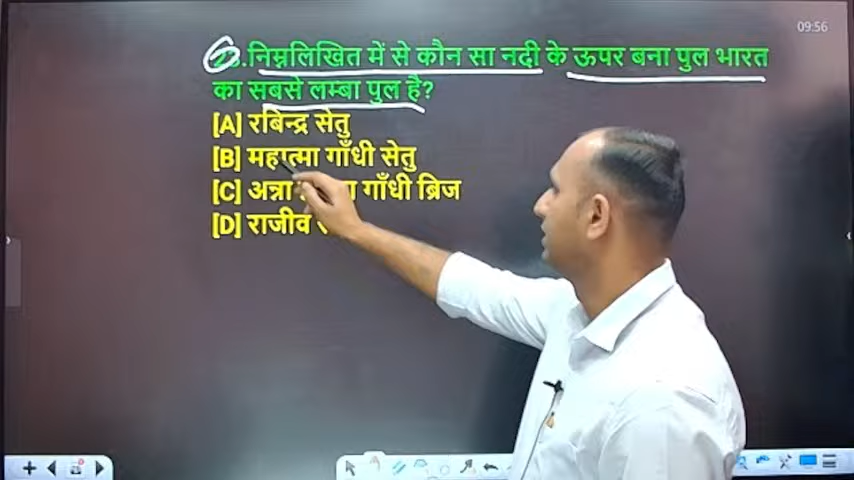 09:56
निम्नलिखित में से कौन सा नदी के ऊपर बना पुल भारत
का सबसे लम्बा पुल है?
[A] रबिन्द्र सेतु
[B] महात्मा गाँधी सेतु
[C] अन्ना गाँधी ब्रिज
[D] राजीव